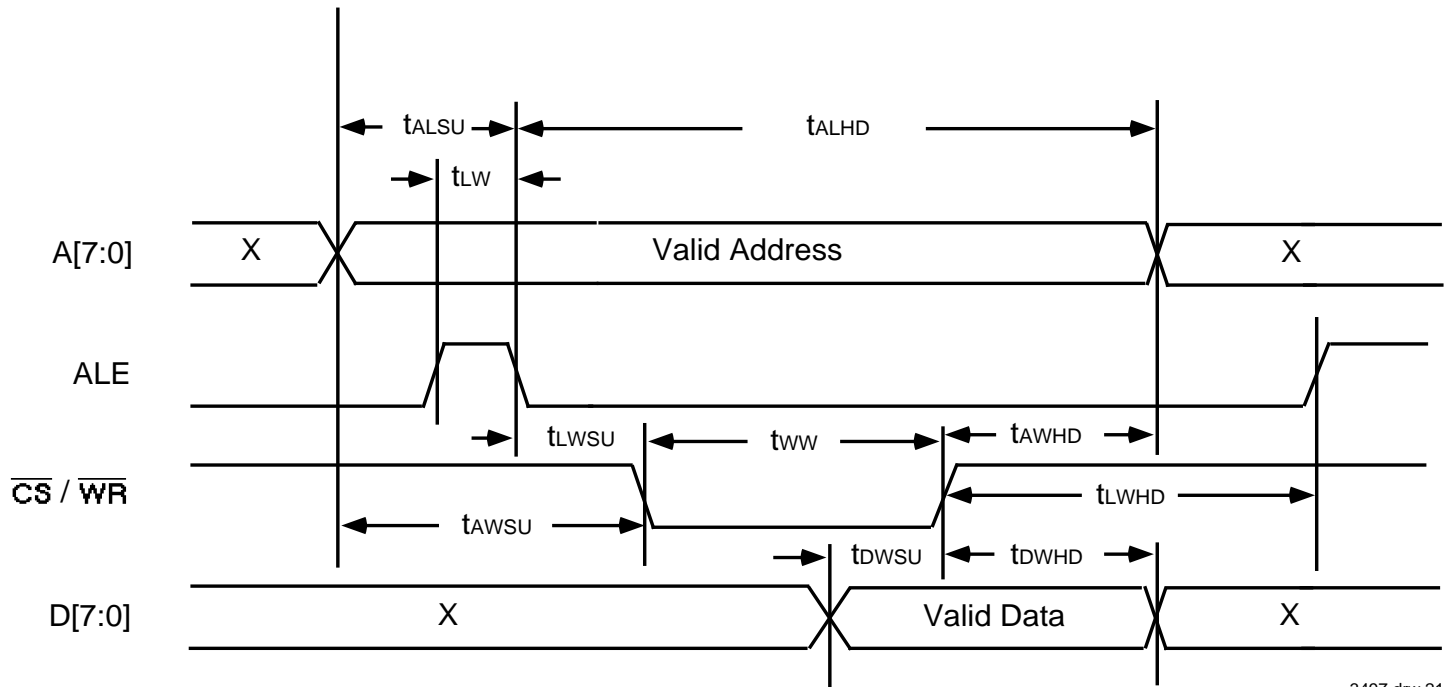 tALSU
tALHD
tLW
A[7:0]
X
Valid Address
X
ALE
tLWSU
tWW
tAWHD
CS / WR
tLWHD
tAWSU
tDWSU
tDWHD
D[7:0]
X
Valid Data
X